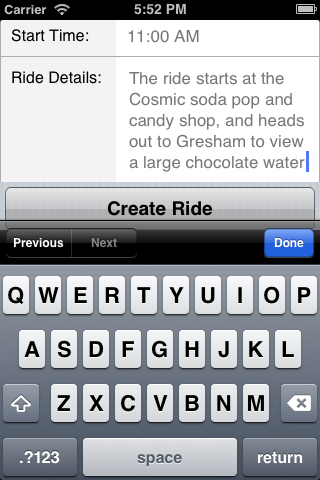 Carrier 5:52 PM
Start Time: 11:00 AM
Ride Details: The ride starts at the
Cosmic soda pop and
candy shop, and heads
out to Gresham to view
a large chocolate water
Create Ride
Previous Next Done
Q W E R T Y U I O P
A S D F G H J K L
Z X C V B N M
.?123 space return